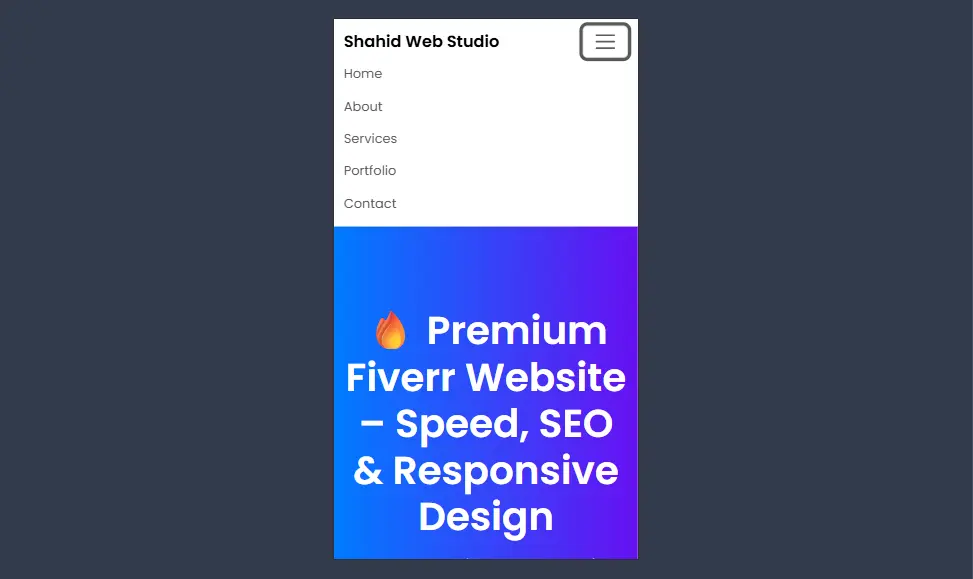 Shahid Web Studio
Home
About
Services
Portfolio
Contact
🔥 Premium
Fiverr Website
– Speed, SEO
& Responsive
Design